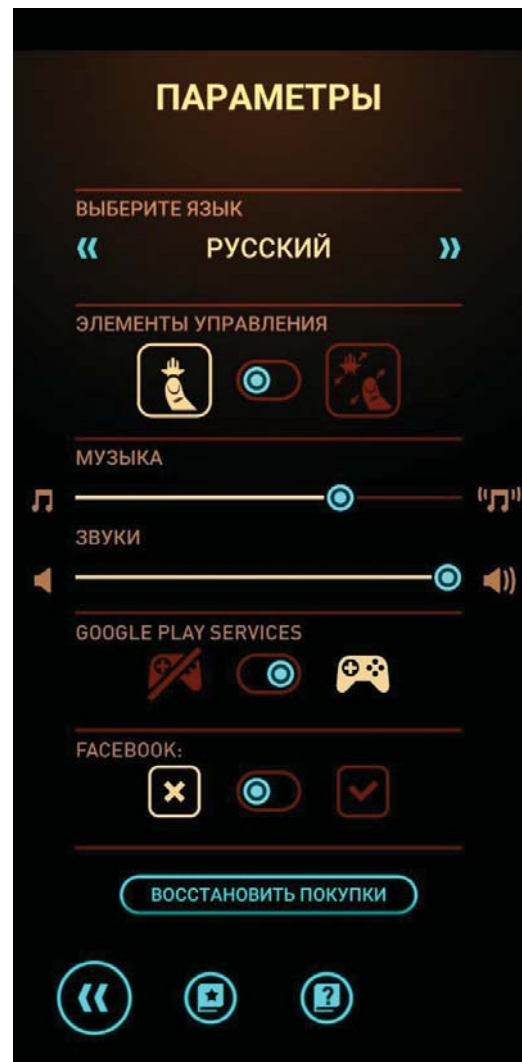 ПАРАМЕТРЫ
ВЫБЕРИТЕ ЯЗЫК
РУССКИЙ
ЭЛЕМЕНТЫ УПРАВЛЕНИЯ
МУЗЫКА
ЗВУКИ
GOOGLE PLAY SERVICES
FACEBOOK:
ВОССТАНОВИТЬ ПОКУПКИ